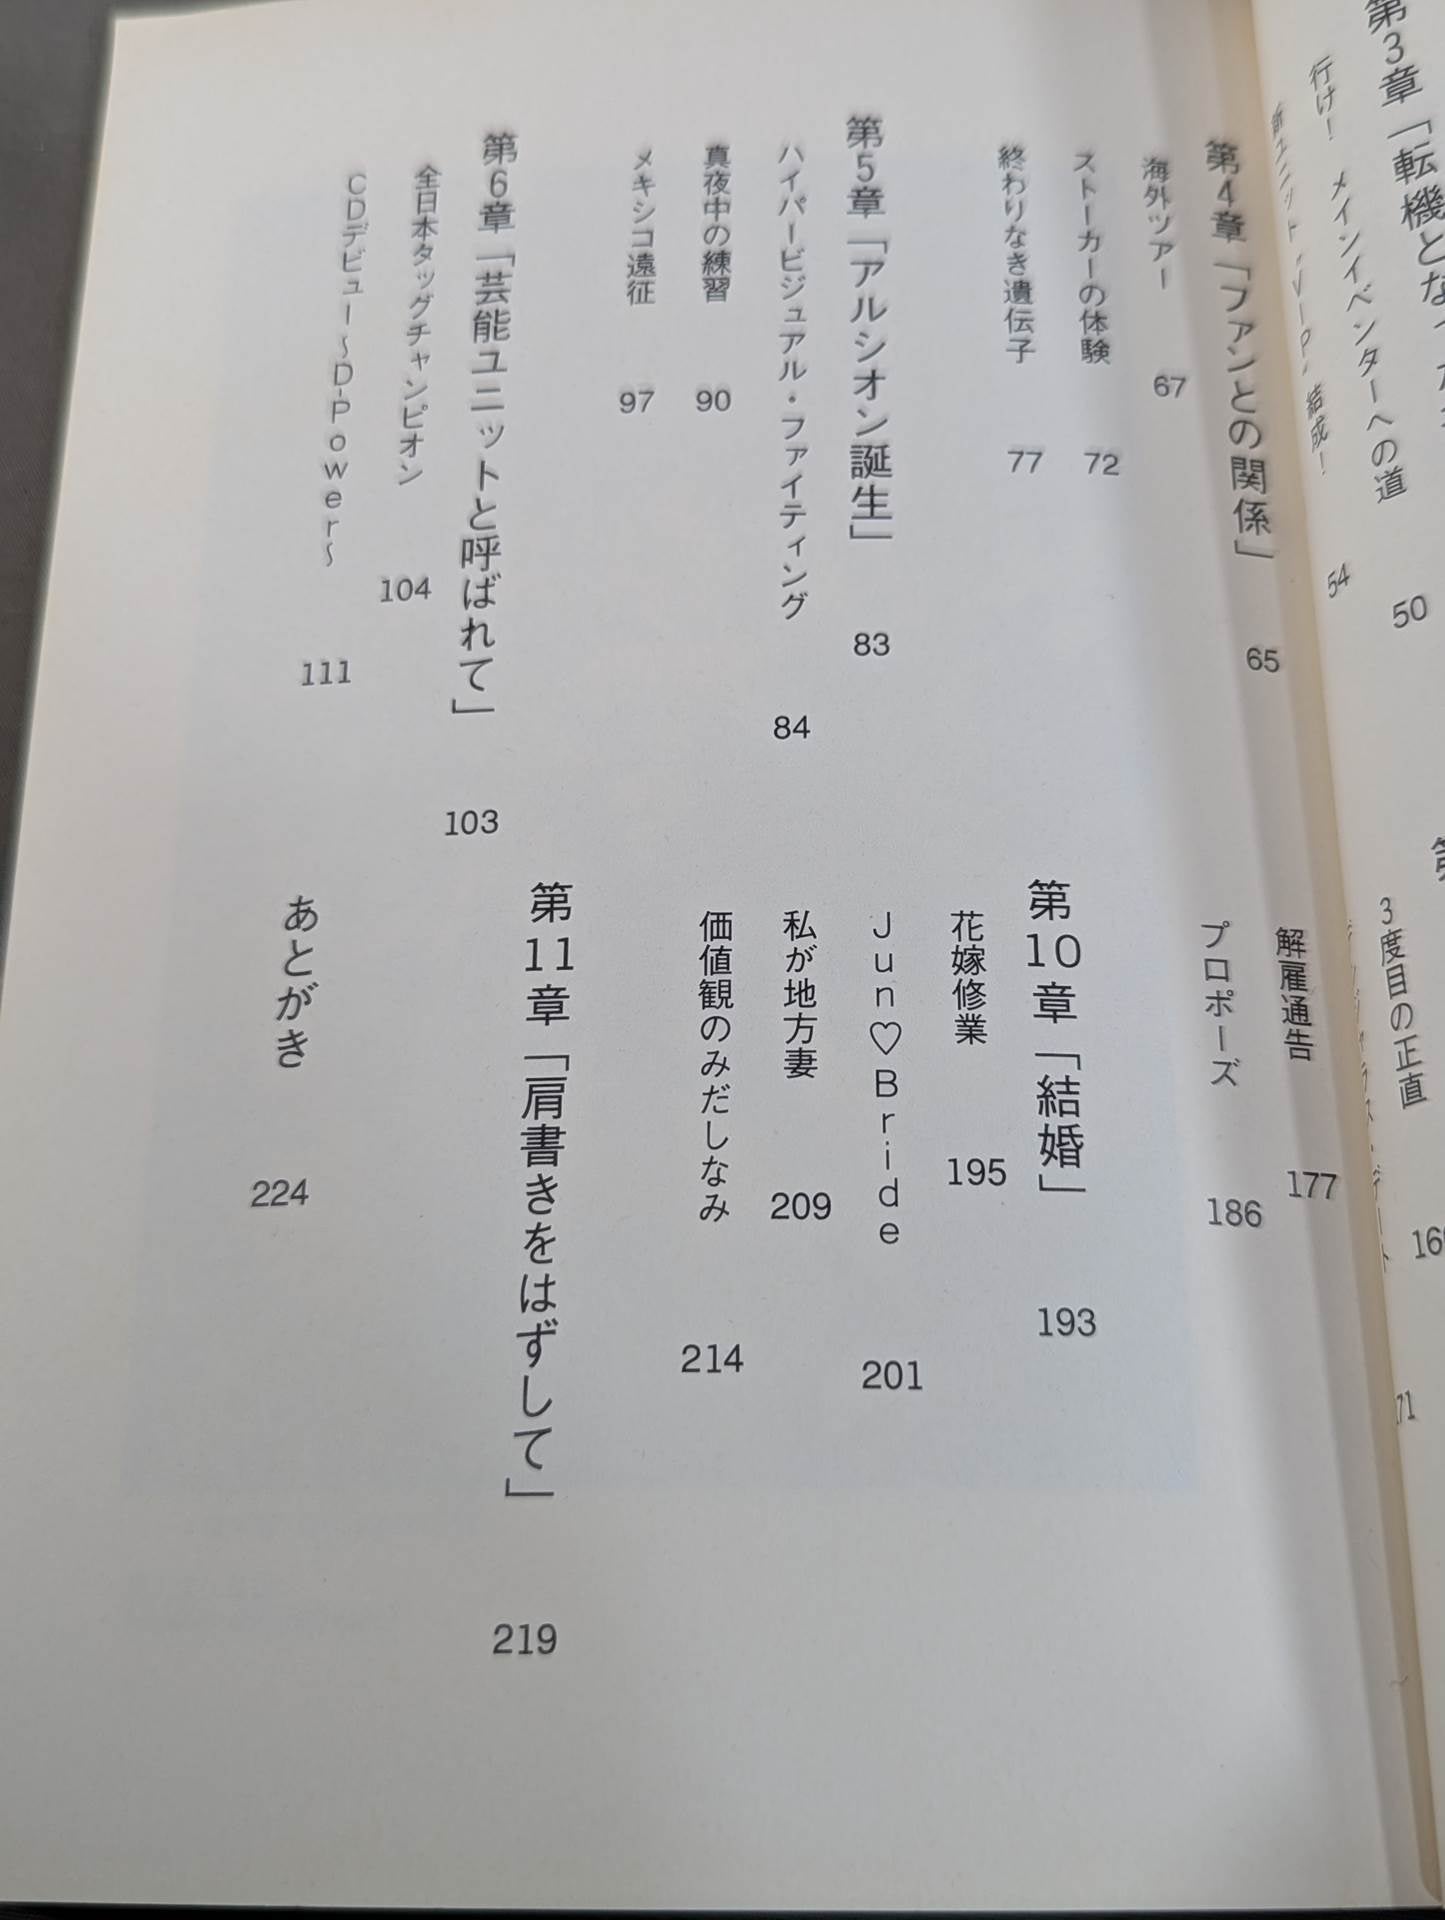 第3章「転機となった
50
行け！　メインイベンターへの道
54
結成！
第4章「ファンとの関係」
65
海外ツアー
67
ストーカーの体験
72
終わりなき遺伝子
77
第5章「アルシオン誕生」
83
ハイパービジュアル・ファイティング
84
真夜中の練習
90
メキシコ遠征
97
第6章「芸能ユニットと呼ばれて」
103
全日本タッグチャンピオン
104
CDデビュー〜D-Power〜
111
3度目の正直
解雇通告
177
プロポーズ
186
第10章「結婚」
193
花嫁修業
195
Jun♡Bride
201
私が地方妻
209
価値観のみだしなみ
214
第11章「肩書きをはずして」
219
あとがき
224